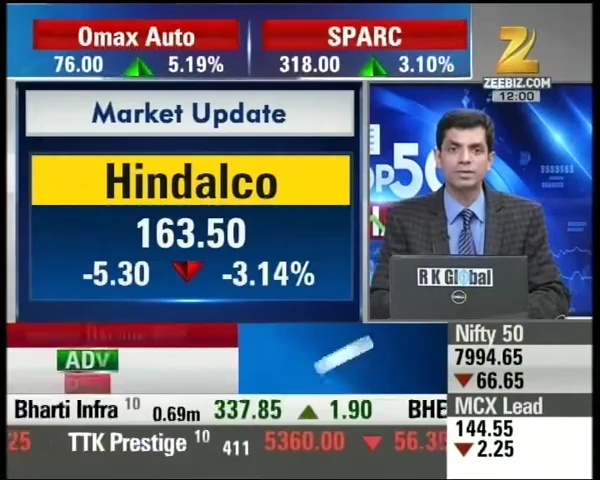 Omax Auto
76.00 5.19%
SPARC
318.00 3.10%
ZEEBIZ.COM
12:00
Market Update
Hindalco
163.50
-5.30 -3.14%
R K Global
DELL
ADV
Nifty 50
7994.65
66.65
Bharti Infra 10 0.69m 337.85 1.90 BHE
MCX Lead
144.55
2.25
25 TTK Prestige 10 411 5360.00 56.3